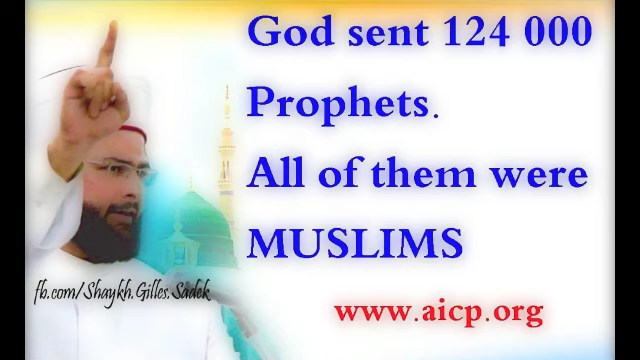 God sent 124 000
Prophets.
All of them were
MUSLIMS
fb.com/Shaykh.Gilles.Sadek
www.aicp.org